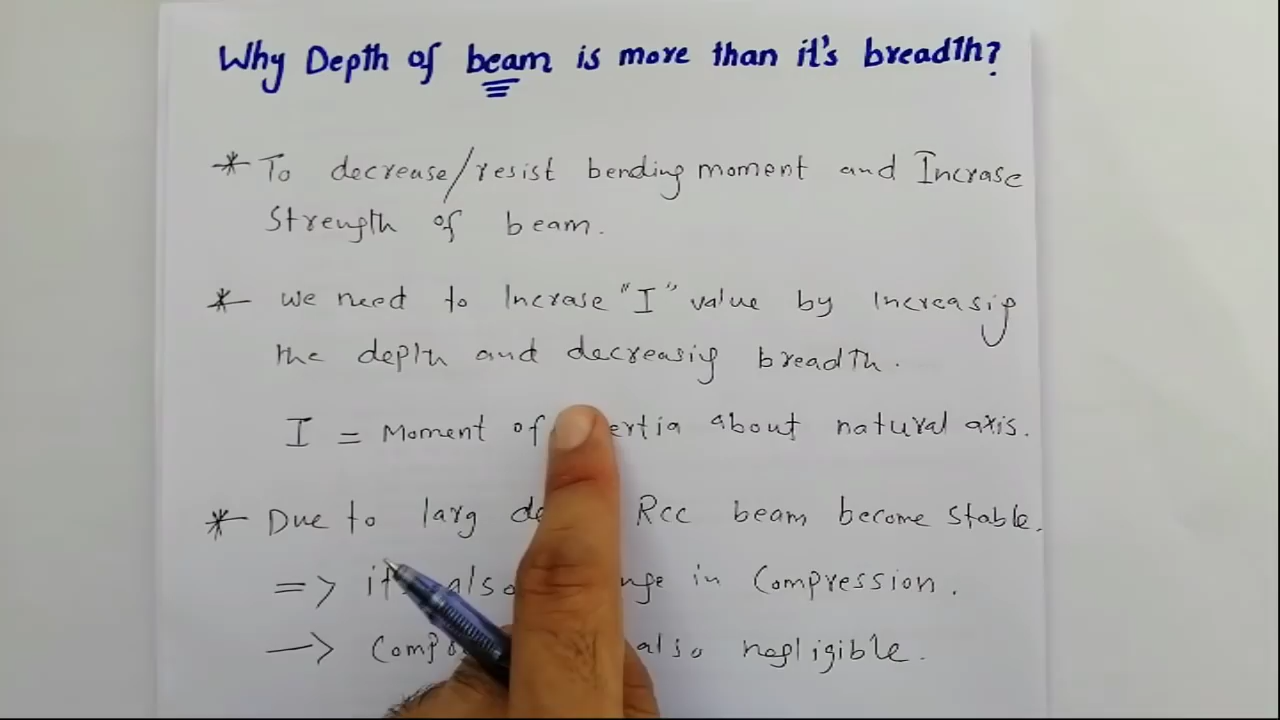 Why Depth of beam is more than it's breadth?
* To decrease/resist bending moment and Incrase
Strength of beam.
* we need to Incrase "I" value by Increasig
the depth and decreasig breadth.
I = Moment of about natural axis.
* Due to larg Rcc beam become stable.
=> also in Compression.
-> also negligible.